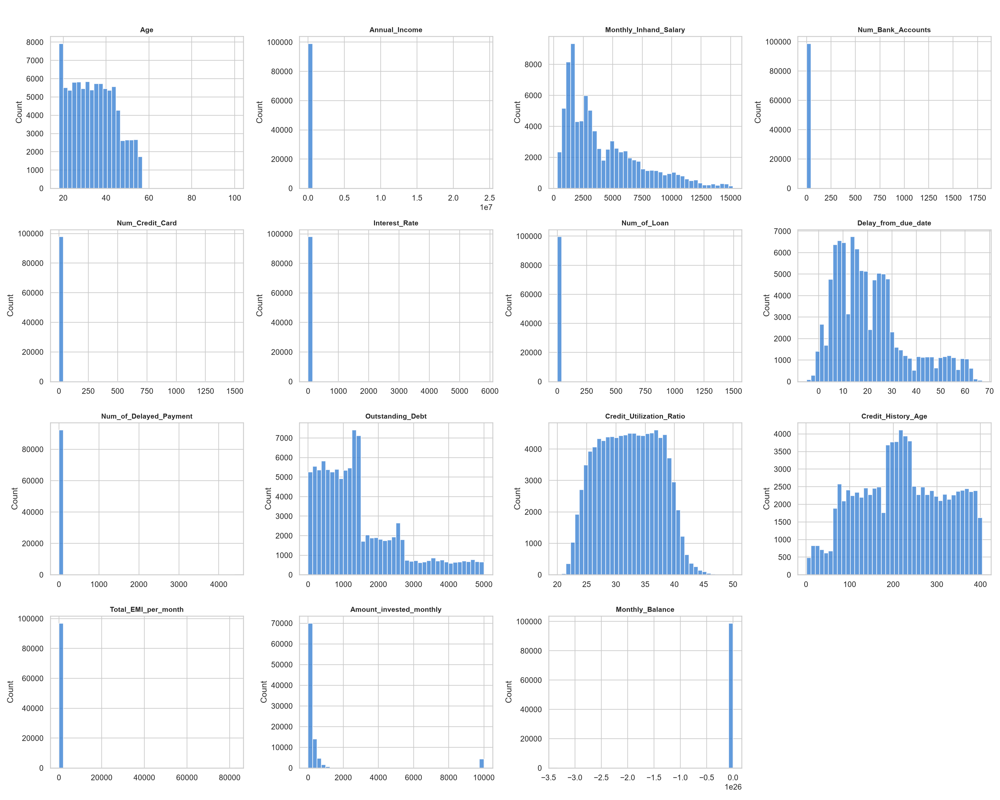 Age
8000
7000
6000
5000
4000
3000
2000
1000
0
Count
20 40 60 80 100
Annual_Income
100000
80000
60000
40000
20000
0
Count
0.0 0.5 1.0 1.5 2.0 2.5
1e7
Monthly_Inhand_Salary
8000
6000
4000
2000
0
Count
0 2500 5000 7500 10000 12500 15000
Num_Bank_Accounts
100000
80000
60000
40000
20000
0
Count
0 250 500 750 1000 1250 1500 1750
Num_Credit_Card
100000
80000
60000
40000
20000
0
Count
0 250 500 750 1000 1250 1500
Interest_Rate
100000
80000
60000
40000
20000
0
Count
0 1000 2000 3000 4000 5000 6000
Num_of_Loan
100000
80000
60000
40000
20000
0
Count
0 250 500 750 1000 1250 1500
Delay_from_due_date
7000
6000
5000
4000
3000
2000
1000
0
Count
0 10 20 30 40 50 60 70
Num_of_Delayed_Payment
80000
60000
40000
20000
0
Count
0 1000 2000 3000 4000
Outstanding_Debt
7000
6000
5000
4000
3000
2000
1000
0
Count
0 1000 2000 3000 4000 5000
Credit_Utilization_Ratio
4000
3000
2000
1000
0
Count
20 25 30 35 40 45 50
Credit_History_Age
4000
3500
3000
2500
2000
1500
1000
500
0
Count
0 100 200 300 400
Total_EMI_per_month
100000
80000
60000
40000
20000
0
Count
0 20000 40000 60000 80000
Amount_invested_monthly
70000
60000
50000
40000
30000
20000
10000
0
Count
0 2000 4000 6000 8000 10000
Monthly_Balance
100000
80000
60000
40000
20000
0
Count
−3.5 −3.0 −2.5 −2.0 −1.5 −1.0 −0.5 0.0
1e26